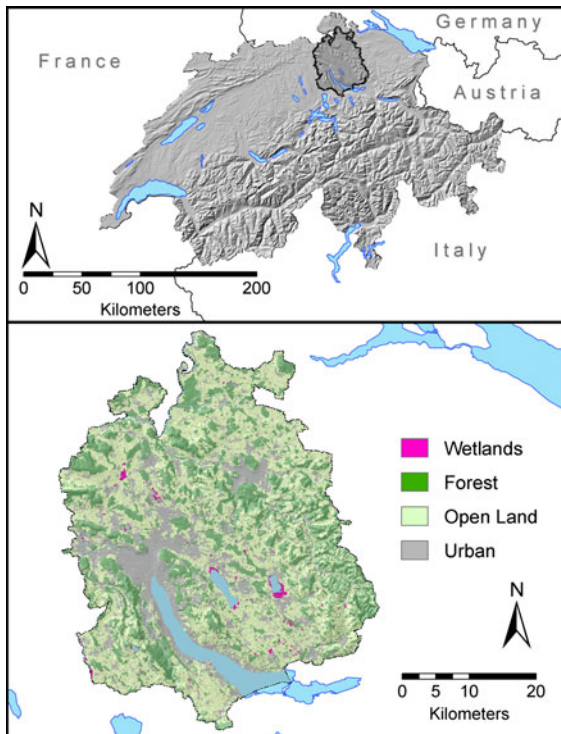 Germany
France
Austria
N
Italy
0 50 100 200
Kilometers
Wetlands
Forest
Open Land
Urban
N
0 5 10 20
Kilometers